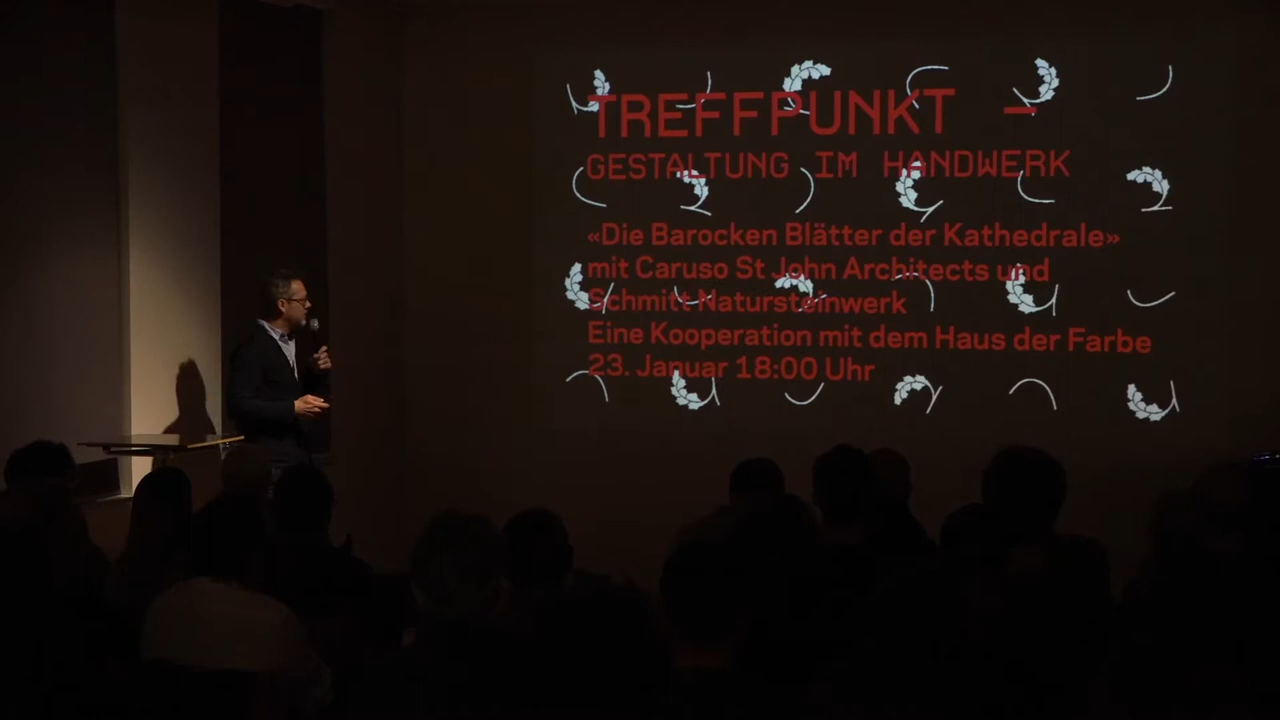 TREFFPUNKT –
GESTALTUNG IM HANDWERK
«Die Barocken Blätter der Kathedrale»
mit Caruso St John Architects und
Schmitt Natursteinwerk
Eine Kooperation mit dem Haus der Farbe
23. Januar 18:00 Uhr